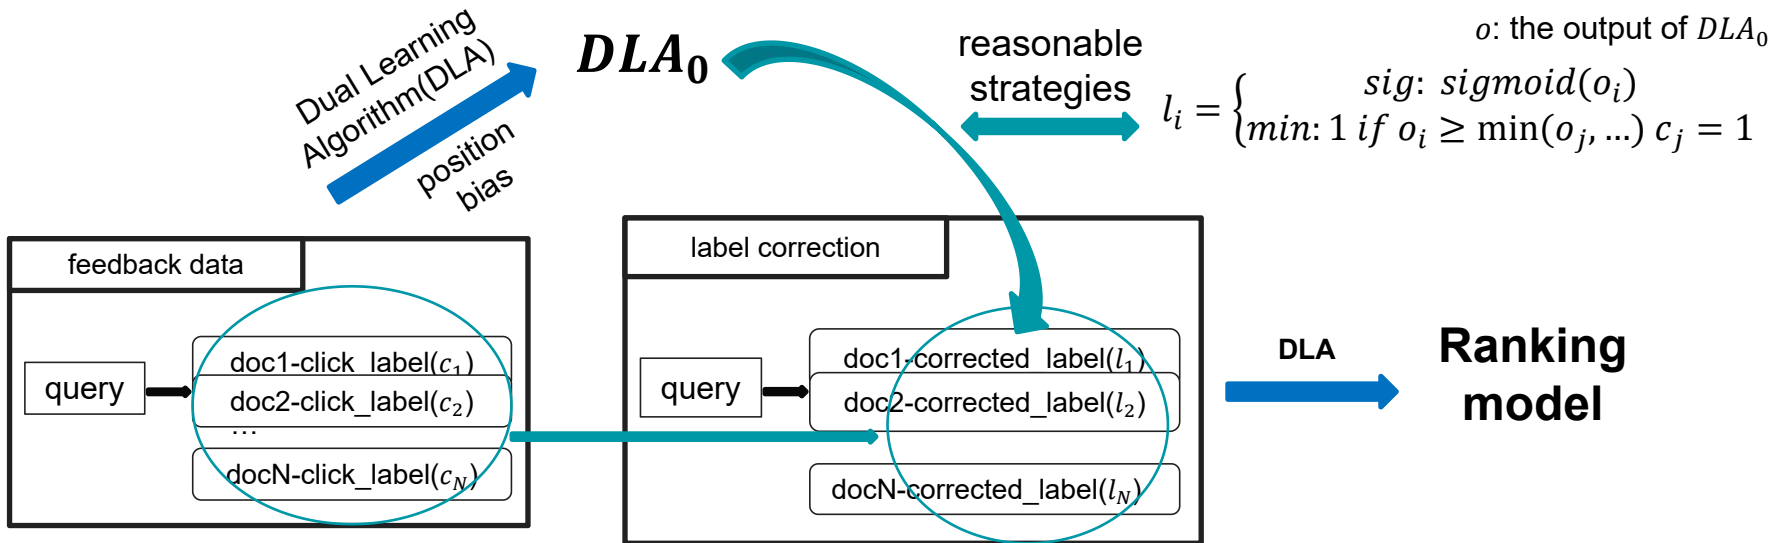 Dual Learning
Algorithm(DLA)
position
bias
DLA₀
reasonable
strategies
o: the output of DLA₀
lᵢ = { sig: sigmoid(oᵢ)
min: 1 if oᵢ ≥ min(oⱼ, …) cⱼ = 1
feedback data
query
doc1-click_label(c₁)
doc2-click_label(c₂)
...
docN-click_label(c_N)
label correction
query
doc1-corrected_label(l₁)
doc2-corrected_label(l₂)
docN-corrected_label(l_N)
DLA
Ranking
model